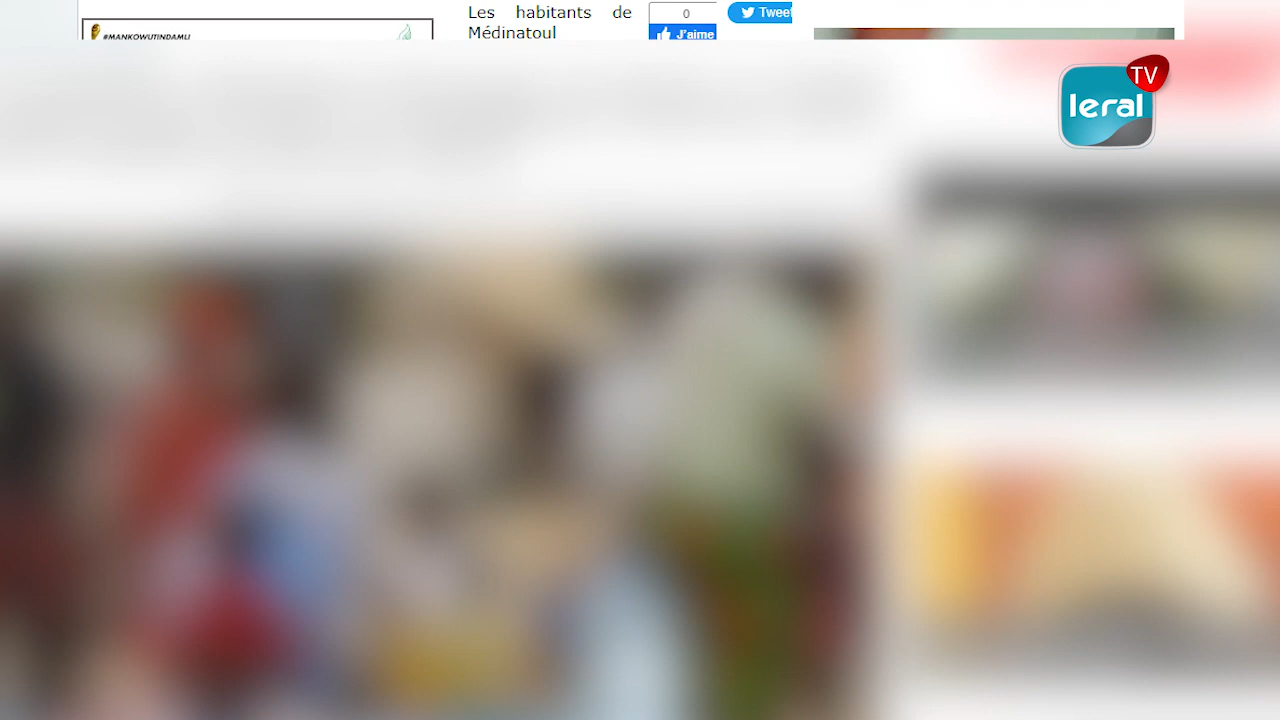 Les habitants de
Médinatoul
0
J'aime
Tweet
#MANKOWUTINDAMLI
leral TV